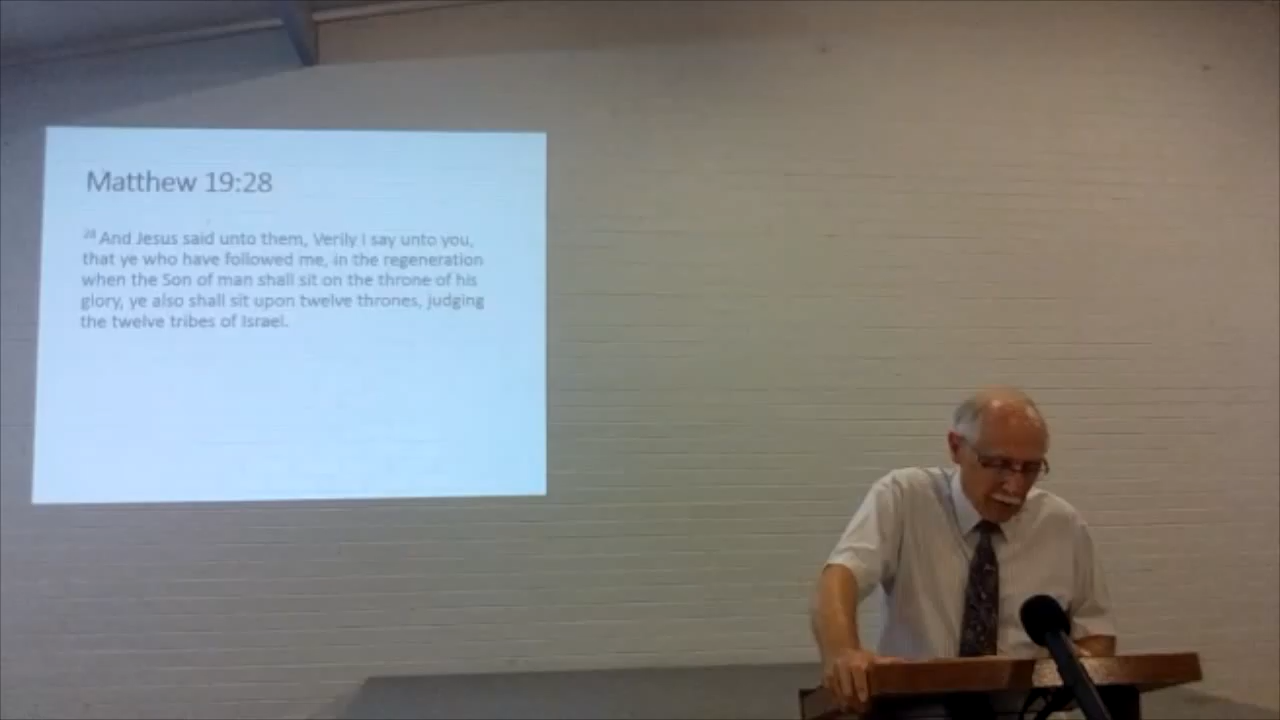 Matthew 19:28
28 And Jesus said unto them, Verily I say unto you,
that ye who have followed me, in the regeneration
when the Son of man shall sit on the throne of his
glory, ye also shall sit upon twelve thrones, judging
the twelve tribes of Israel.